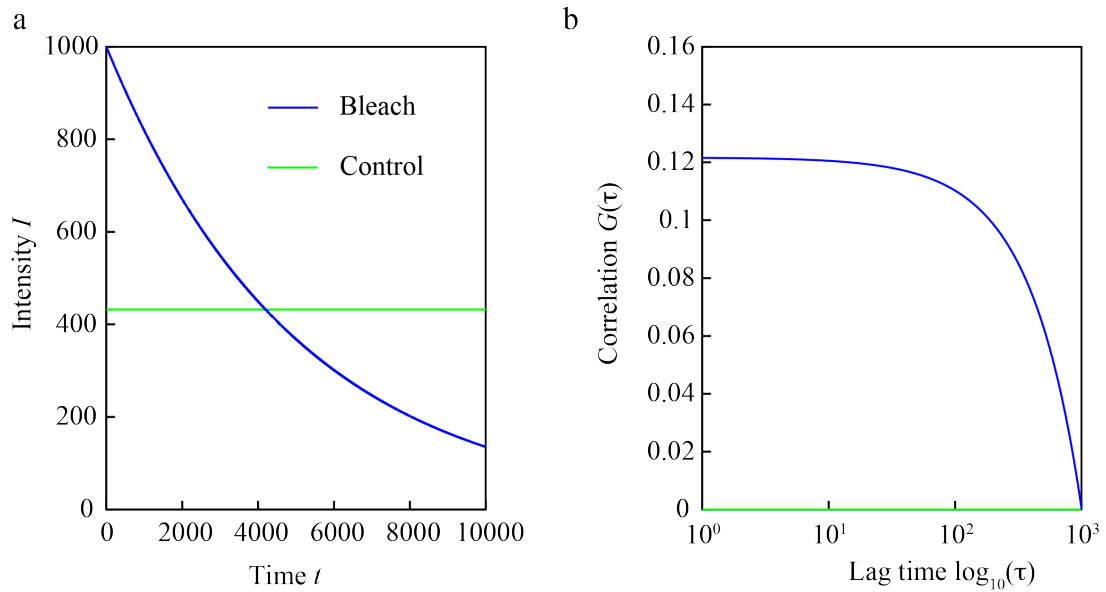 a
1000
800
600
400
200
0
0 2000 4000 6000 8000 10000
Intensity I
Time t
Bleach
Control
b
0.16
0.14
0.12
0.1
0.08
0.06
0.04
0.02
0
10⁰ 10¹ 10² 10³
Correlation G(τ)
Lag time log₁₀(τ)